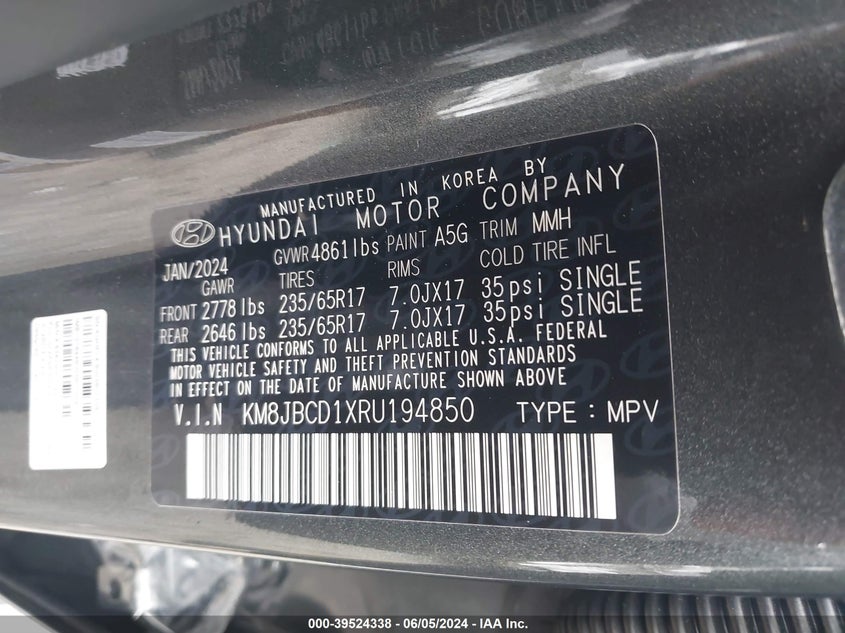 MANUFACTURED IN KOREA BY
HYUNDAI MOTOR COMPANY
JAN/2024 GVWR 4861 lbs PAINT A5G TRIM MMH
GAWR TIRES RIMS COLD TIRE INFL
FRONT 2778 lbs 235/65R17 7.0JX17 35psi SINGLE
REAR 2646 lbs 235/65R17 7.0JX17 35psi SINGLE
THIS VEHICLE CONFORMS TO ALL APPLICABLE U.S.A. FEDERAL
MOTOR VEHICLE SAFETY AND THEFT PREVENTION STANDARDS
IN EFFECT ON THE DATE OF MANUFACTURE SHOWN ABOVE
V.I.N KM8JBCD1XRU194850 TYPE : MPV
000-39524338 - 06/05/2024 - IAA Inc.